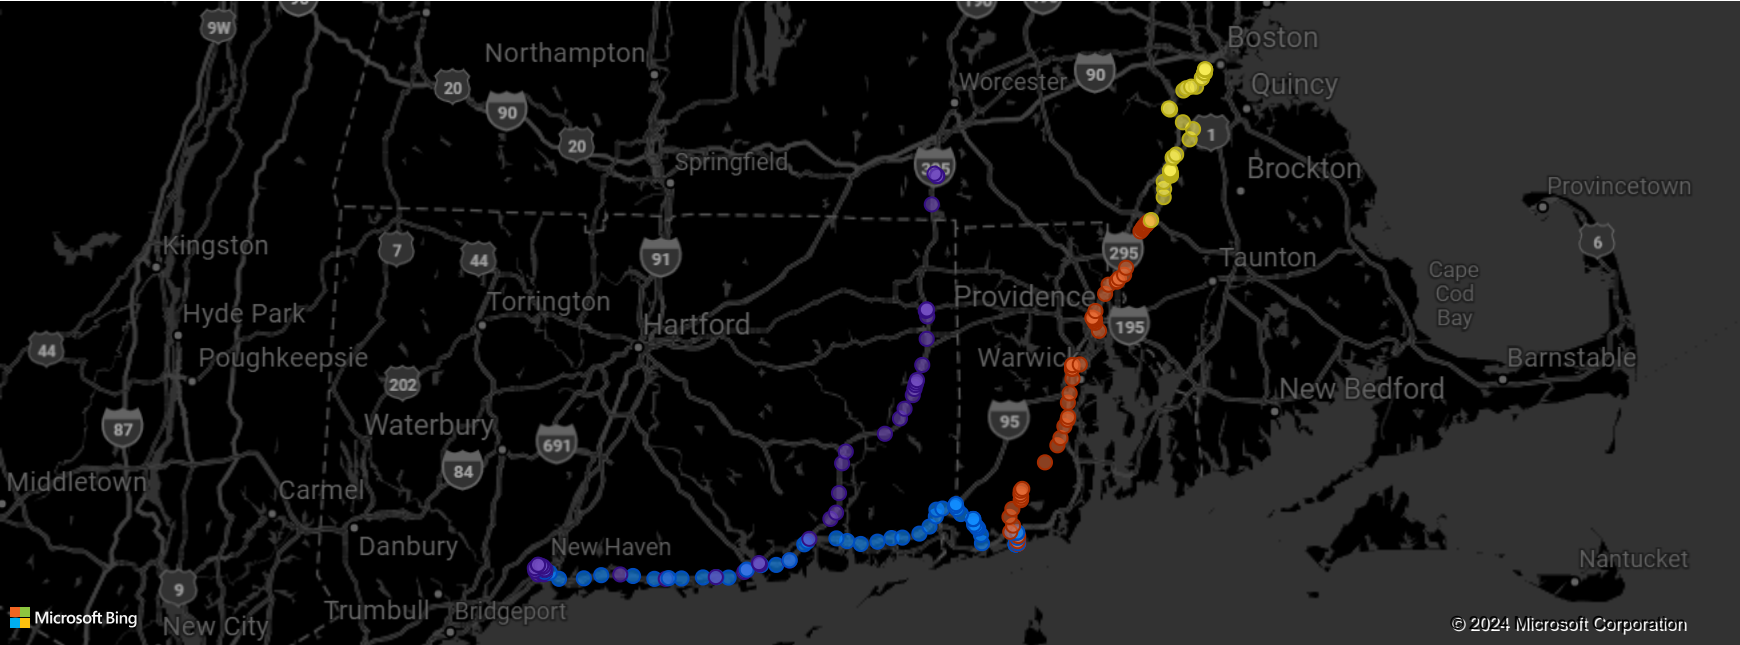 9W
Boston
Northampton
20
90
Worcester
90
Quincy
20
1
Springfield
Brockton
Provincetown
Kingston
7
44
91
295
Taunton
6
Cape
Cod
Bay
Hyde Park
Torrington
Providence
Hartford
195
44
Poughkeepsie
Warwick
Barnstable
202
New Bedford
87
Waterbury
691
95
84
Middletown
Carmel
Danbury
New Haven
Nantucket
9
Trumbull
Bridgeport
Microsoft Bing
New City
© 2024 Microsoft Corporation